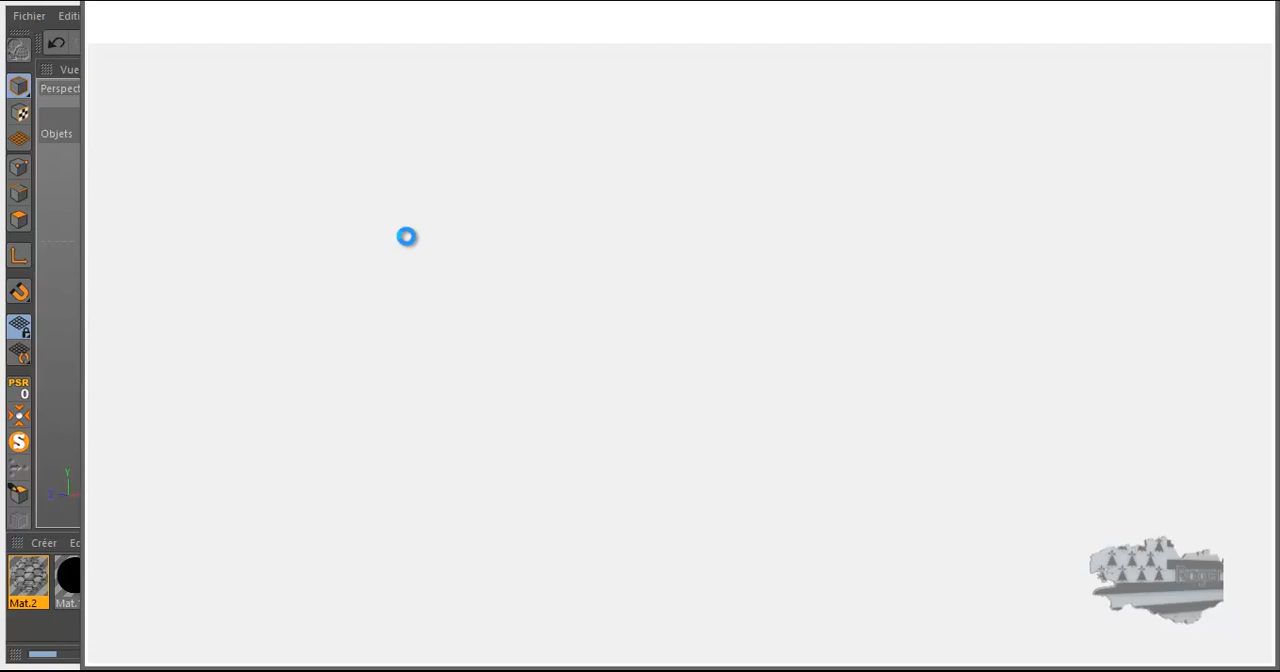 Fichier Editi
Vue
Perspect
Objets
PSR
0
S
Y
Z
Créer Ec
Mat.2 Mat.